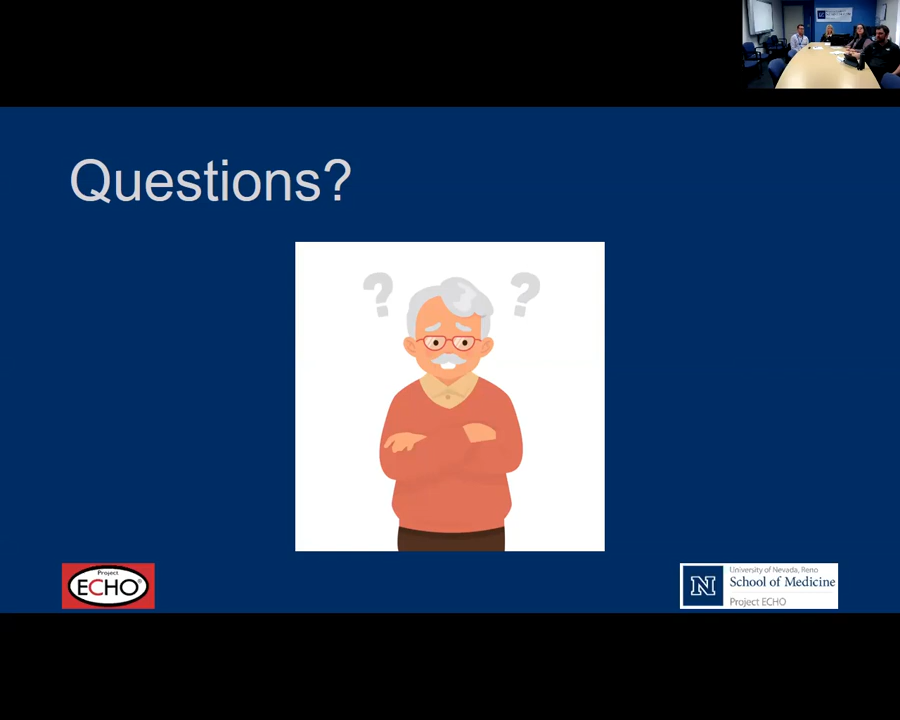 Questions?
? ?
Project
ECHO®
University of Nevada, Reno
School of Medicine
Project ECHO
N